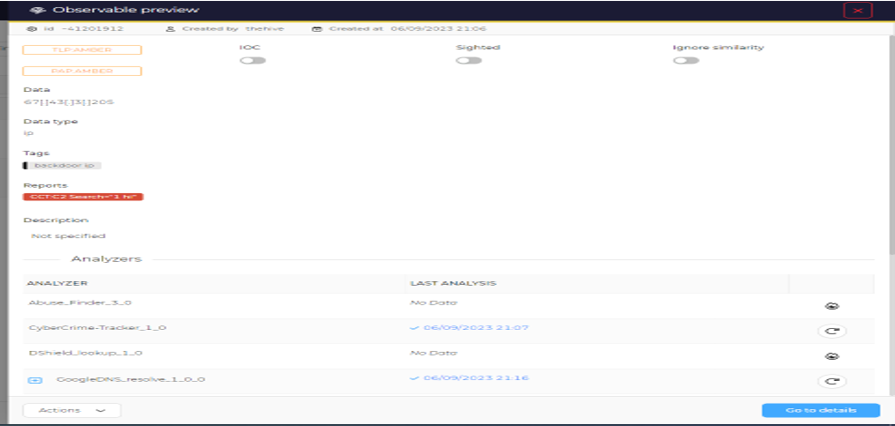 Observable preview
id ~41201912 Created by thehive Created at 06/09/2023 21:06
TLP:AMBER
PAP:AMBER
IOC
Sighted
Ignore similarity
Data
67[.]43[.]3[.]205
Data type
ip
Tags
backdoor ip
Reports
CCT:C2 Search="1 hit"
Description
Not specified
Analyzers
ANALYZER LAST ANALYSIS
Abuse_Finder_3_0 No Data
CyberCrime-Tracker_1_0 06/09/2023 21:07
DShield_lookup_1_0 No Data
GoogleDNS_resolve_1_0_0 06/09/2023 21:16
Actions
Go to details